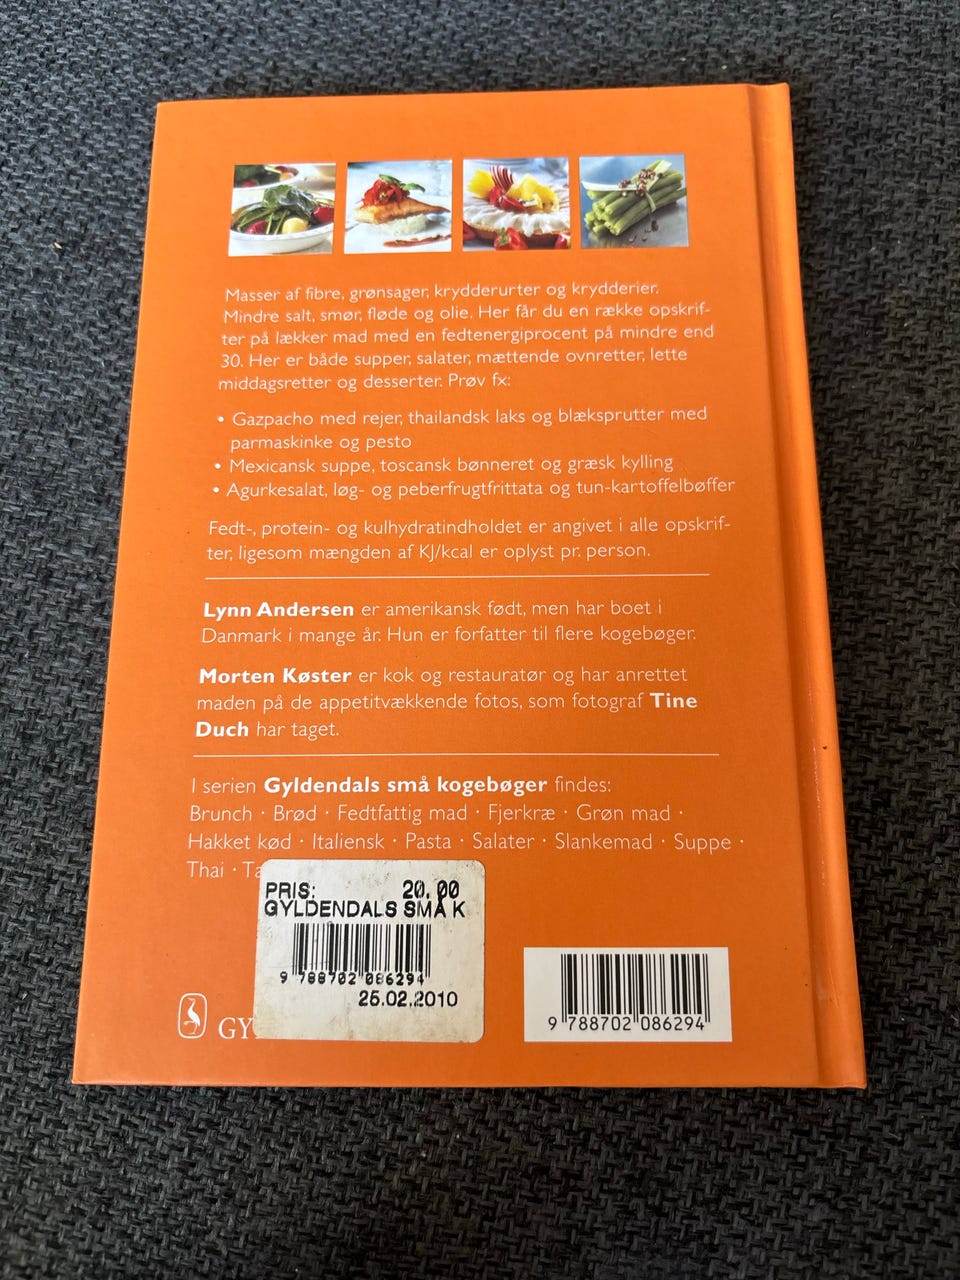 Masser af fibre, grønsager, krydderurter og krydderier.
Mindre salt, smør, fløde og olie. Her får du en række opskrif-
ter på lækker mad med en fedtenergiprocent på mindre end
30. Her er både supper, salater, mættende ovnretter, lette
middagsretter og desserter. Prøv fx:
• Gazpacho med rejer, thailandsk laks og blæksprutter med
parmaskinke og pesto
• Mexicansk suppe, toscansk bønneret og græsk kylling
• Agurkesalat, løg- og peberfrugtfrittata og tun-kartoffelbøffer
Fedt-, protein- og kulhydratindholdet er angivet i alle opskrif-
ter, ligesom mængden af KJ/kcal er oplyst pr. person.
Lynn Andersen er amerikansk født, men har boet i
Danmark i mange år. Hun er forfatter til flere kogebøger.
Morten Køster er kok og restauratør og har anrettet
maden på de appetitvækkende fotos, som fotograf Tine
Duch har taget.
I serien Gyldendals små kogebøger findes:
Brunch · Brød · Fedtfattig mad · Fjerkræ · Grøn mad ·
Hakket kød · Italiensk · Pasta · Salater · Slankemad · Suppe ·
Thai ·
PRIS: 20.00
GYLDENDALS SMÅ K
9 788702 086294
25.02.2010
GY
9 788702 086294